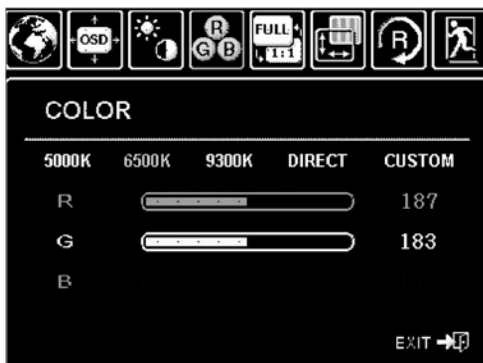 OSD R G B FULL 1:1 R
COLOR
5000K 6500K 9300K DIRECT CUSTOM
R 187
G 183
B
EXIT